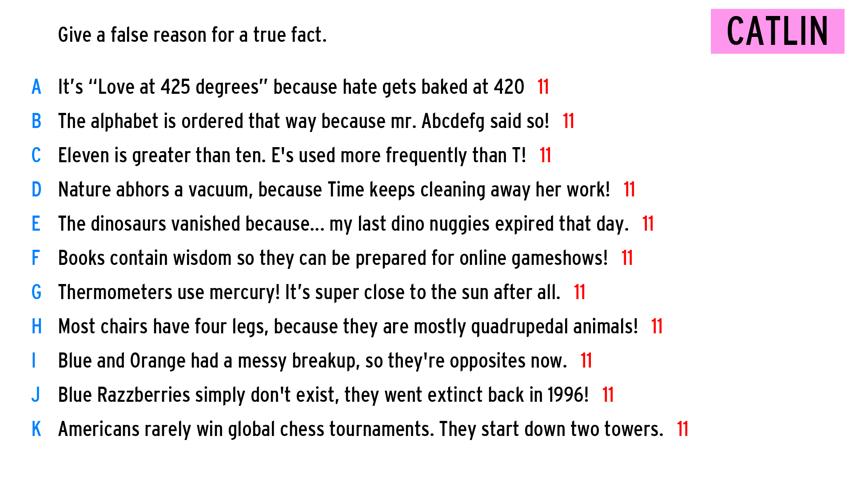 Give a false reason for a true fact.
CATLIN
A It's “Love at 425 degrees” because hate gets baked at 420 11
B The alphabet is ordered that way because mr. Abcdefg said so! 11
C Eleven is greater than ten. E's used more frequently than T! 11
D Nature abhors a vacuum, because Time keeps cleaning away her work! 11
E The dinosaurs vanished because... my last dino nuggies expired that day. 11
F Books contain wisdom so they can be prepared for online gameshows! 11
G Thermometers use mercury! It's super close to the sun after all. 11
H Most chairs have four legs, because they are mostly quadrupedal animals! 11
I Blue and Orange had a messy breakup, so they're opposites now. 11
J Blue Razzberries simply don't exist, they went extinct back in 1996! 11
K Americans rarely win global chess tournaments. They start down two towers. 11